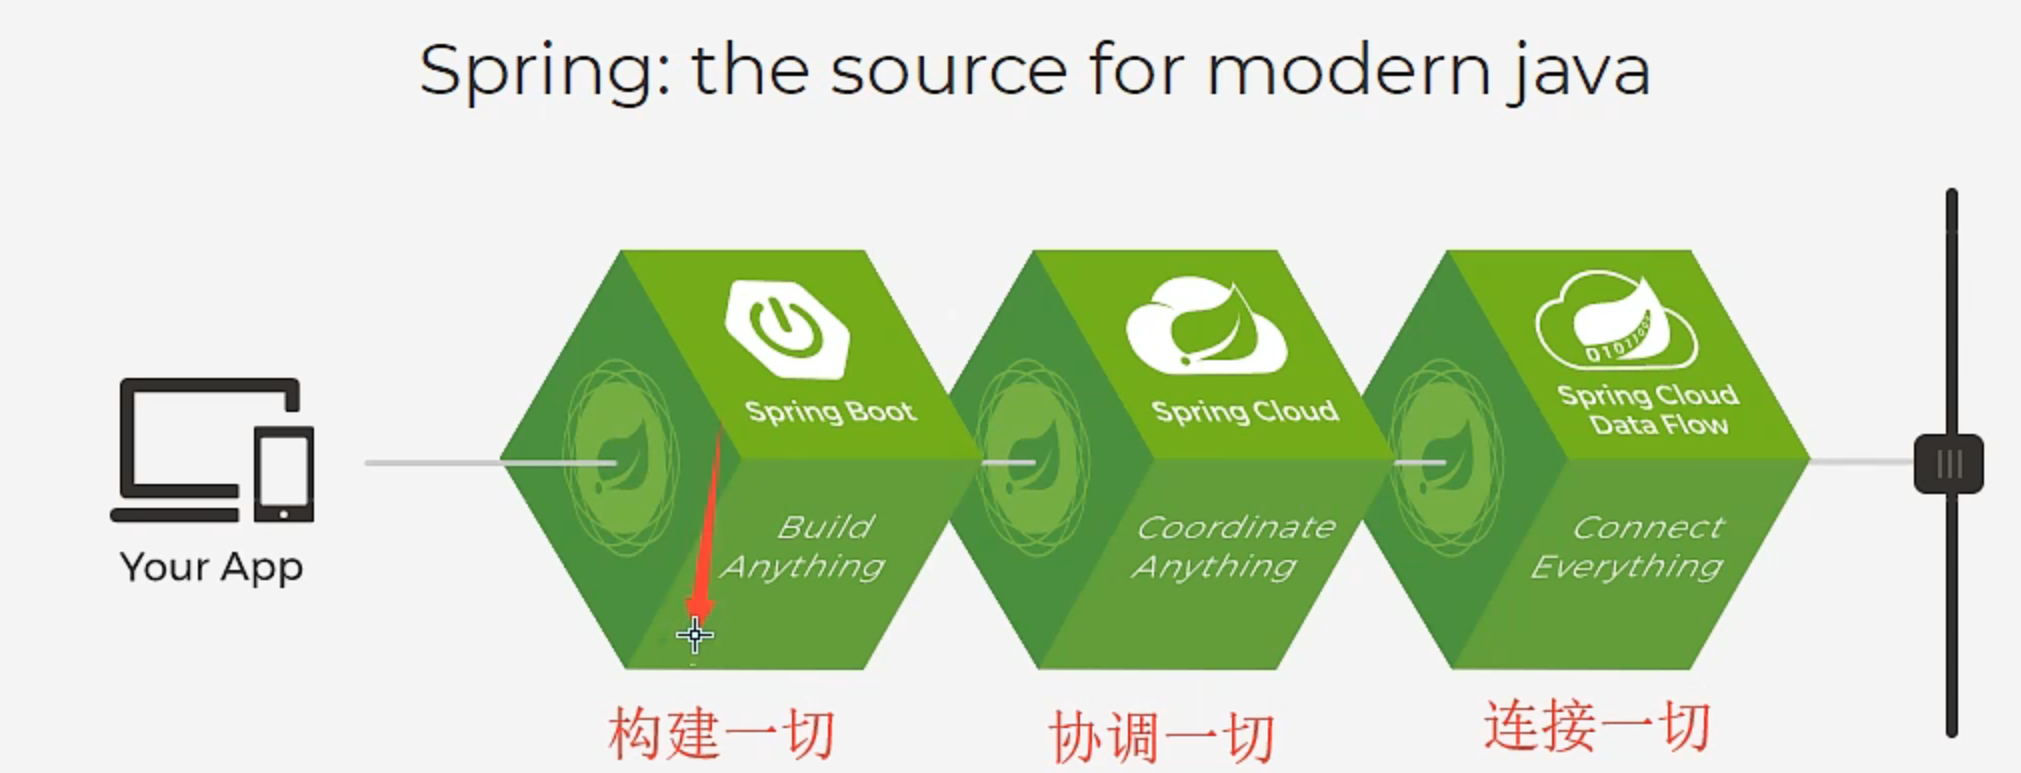 Spring: the source for modern java
Your App
Spring Boot
Build
Anything
构建一切
Spring Cloud
Coordinate
Anything
协调一切
Spring Cloud
Data Flow
Connect
Everything
连接一切